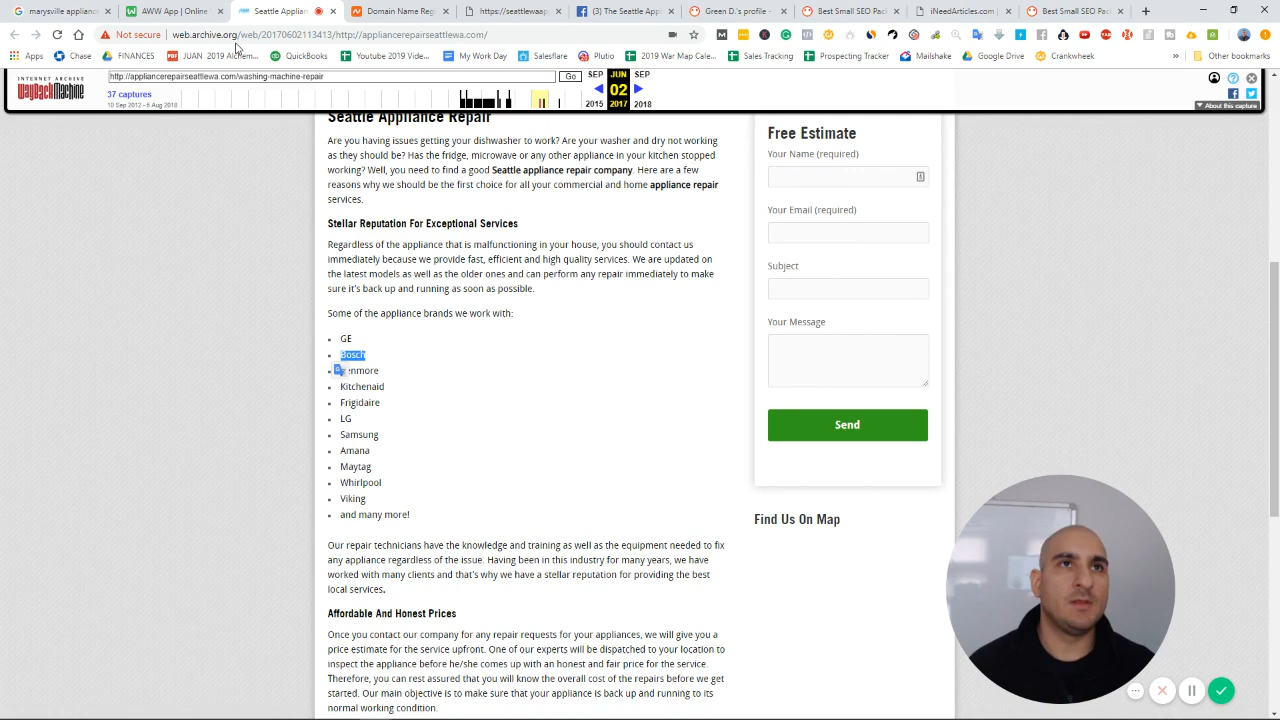 marysville applianc
AWW App | Online
Seattle Applian
Domain Name Reg
https://seattlewaap
(3) The Seattle App
Green D.'s profile -
Best Small SEO Pack
iNeedArticles.com |
Best Small SEO Pack
Not secure
web.archive.org/web/20170602113413/http://appliancerepairseattlewa.com/
Apps
Chase
FINANCES
JUAN 2019 Alchem...
QuickBooks
Youtube Video...
My Work Day
Salesflare
Plutio
2019 War Map Cale...
Sales Tracking
Prospecting Tracker
Mailshake
Google Drive
Crankwheek
Other bookmarks
INTERNET ARCHIVE
WayBackMachine
http://appliancerepairseattlewa.com/washing-machine-repair
Go
SEP JUN SEP
02
2015 2017 2018
37 captures
10 Sep 2012 - 5 Aug 2018
About this capture
Seattle Appliance Repair
Are you having issues getting your dishwasher to work? Are your washer and dry not working
as they should be? Has the fridge, microwave or any other appliance in your kitchen stopped
working? Well, you need to find a good Seattle appliance repair company. Here are a few
reasons why we should be the first choice for all your commercial and home appliance repair
services.
Stellar Reputation For Exceptional Services
Regardless of the appliance that is malfunctioning in your house, you should contact us
immediately because we provide fast, efficient and high quality services. We are updated on
the latest models as well as the older ones and can perform any repair immediately to make
sure it's back up and running as soon as possible.
Some of the appliance brands we work with:
GE
Bosch
enmore
Kitchenaid
Frigidaire
LG
Samsung
Amana
Maytag
Whirlpool
Viking
and many more!
Our repair technicians have the knowledge and training as well as the equipment needed to fix
any appliance regardless of the issue. Having been in this industry for many years, we have
worked with many clients and that's why we have a stellar reputation for providing the best
local services.
Affordable And Honest Prices
Once you contact our company for any repair requests for your appliances, we will give you a
price estimate for the service upfront. One of our experts will be dispatched to your location to
inspect the appliance before he/she comes up with an honest and fair price for the service.
Therefore, you can rest assured that you will know the overall cost of the repairs before we get
started. Our main objective is to make sure that your appliance is back up and running to its
normal working condition.
Free Estimate
Your Name (required)
Your Email (required)
Subject
Your Message
Send
Find Us On Map